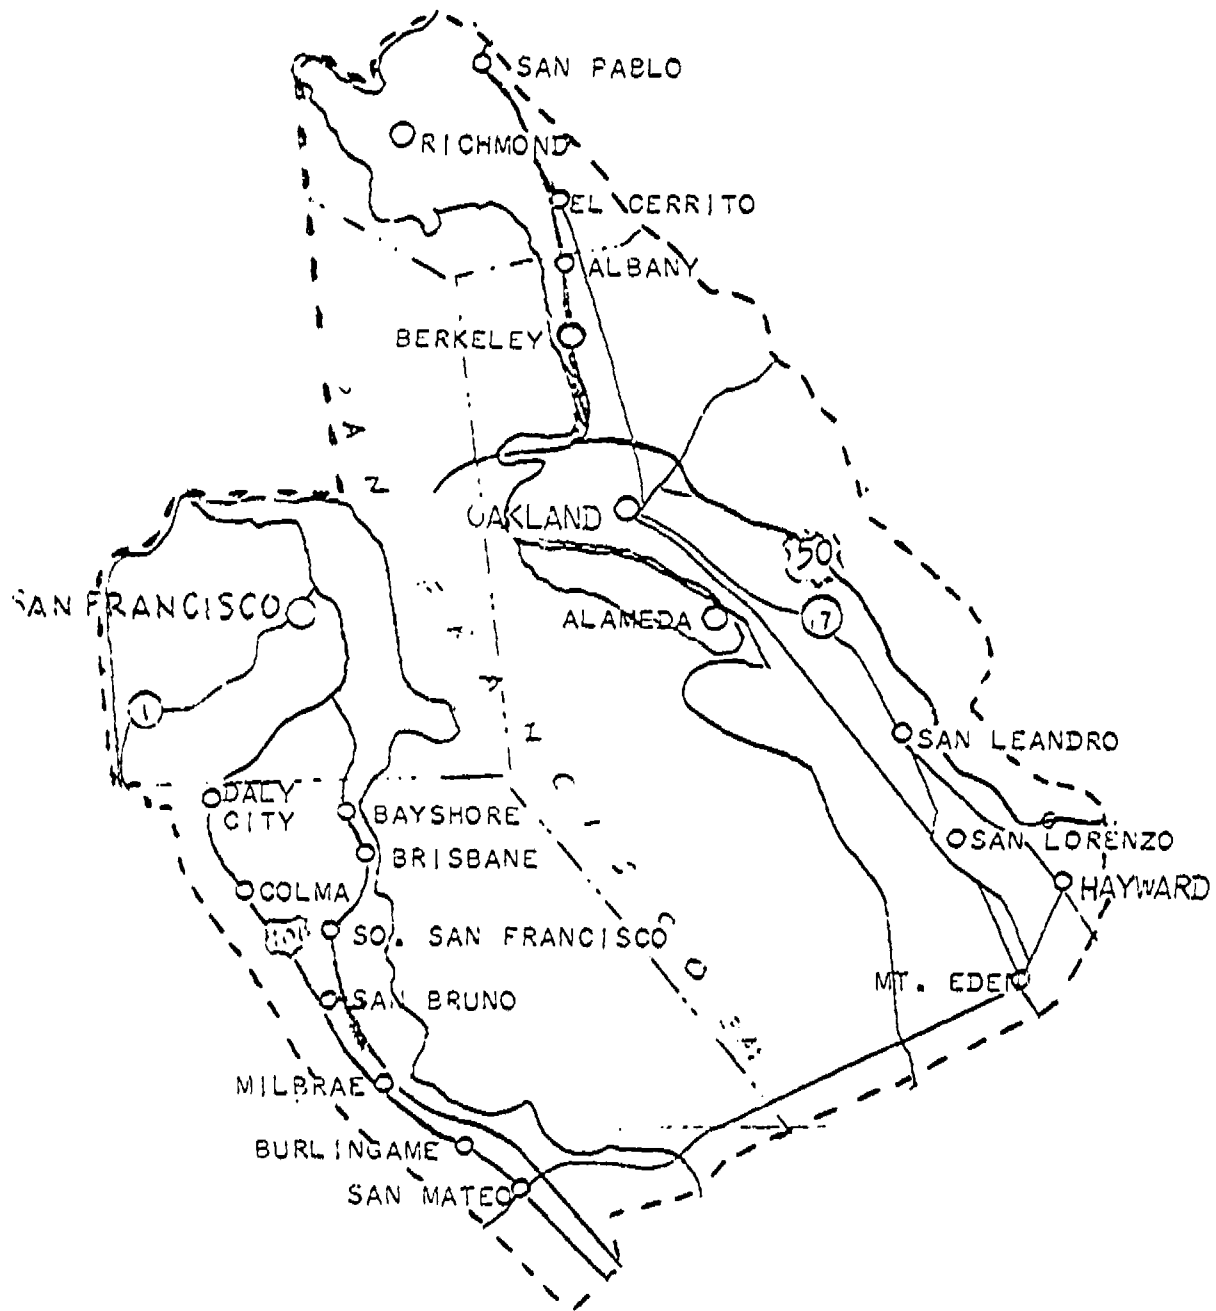 SAN PABLO
RICHMOND
EL CERRITO
ALBANY
BERKELEY
OAKLAND
50
SAN FRANCISCO
ALAMEDA
17
1
SAN LEANDRO
DALY
CITY
BAYSHORE
SAN LORENZO
BRISBANE
COLMA
HAYWARD
101
SO. SAN FRANCISCO
MT. EDEN
SAN BRUNO
MILBRAE
BURLINGAME
SAN MATEO